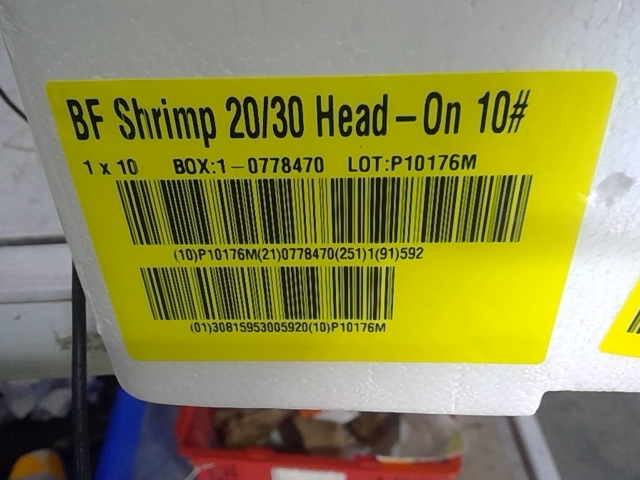 BF Shrimp 20/30 Head-On 10#
1 x 10 BOX:1-0778470 LOT:P10176M
(10)P10176M(21)0778470(251)1(91)592
(01)30815953005920(10)P10176M